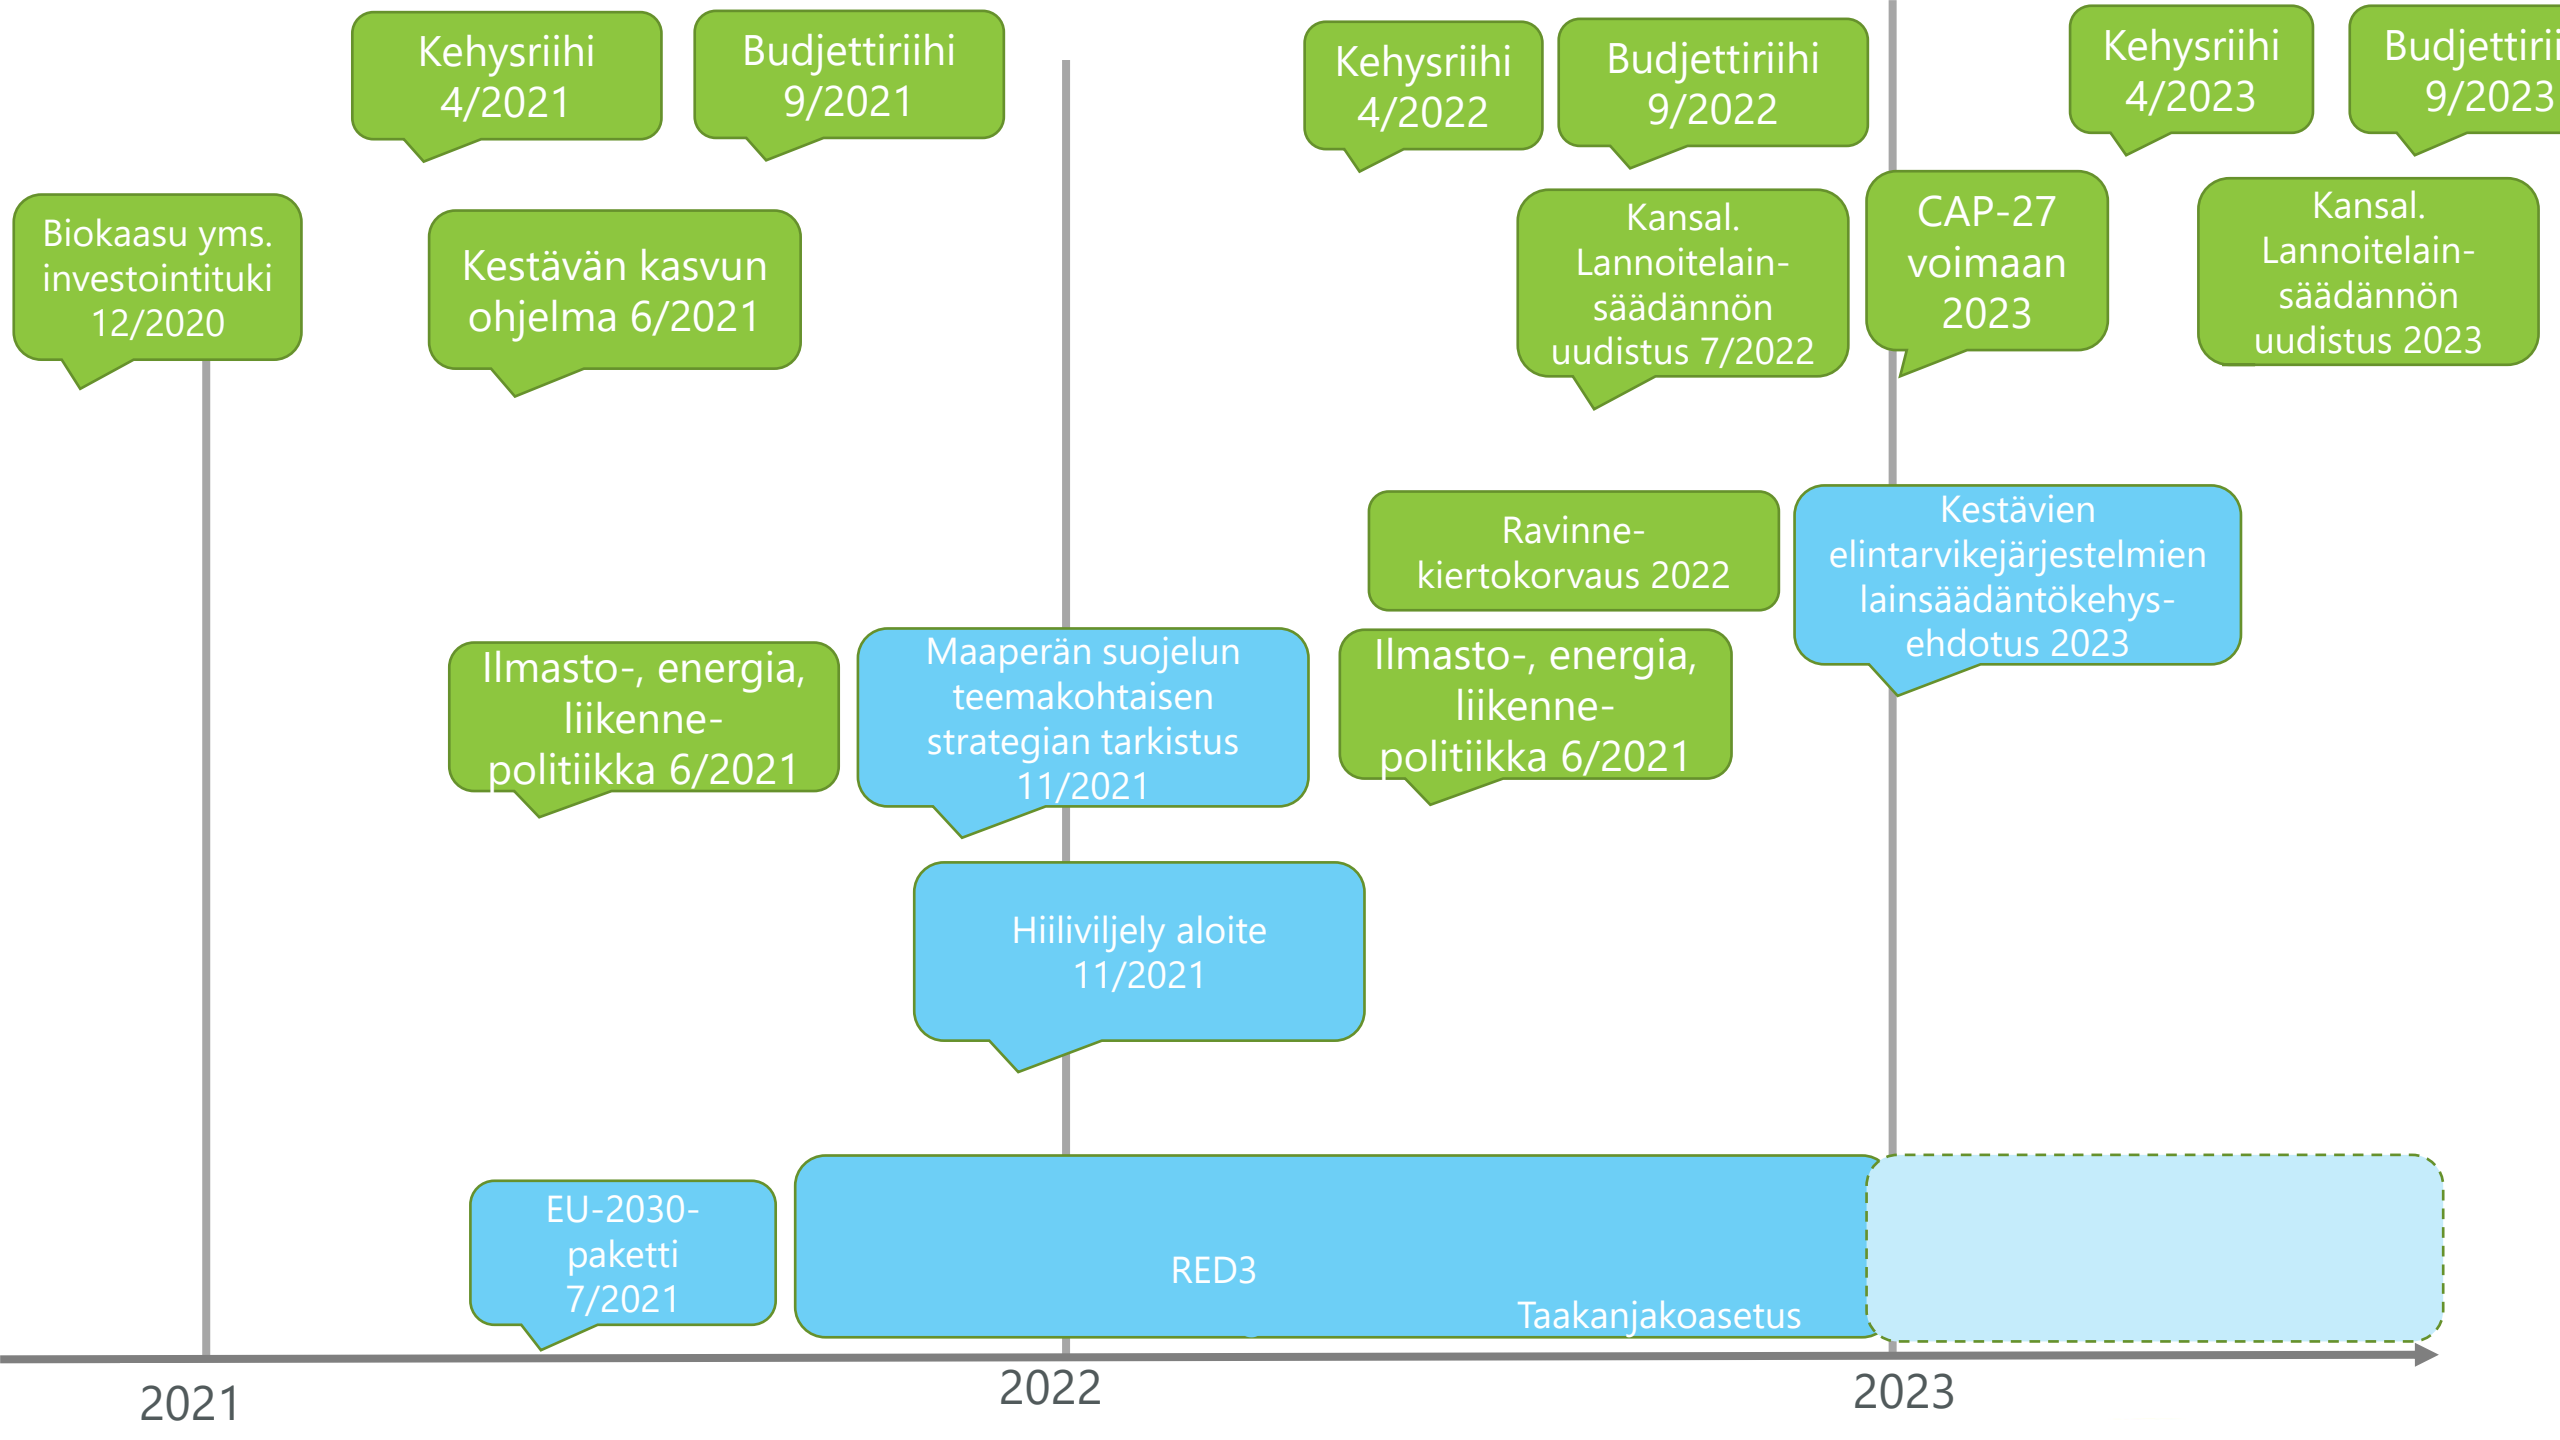 Kehysriihi
4/2021
Budjettiriihi
9/2021
Kehysriihi
4/2022
Budjettiriihi
9/2022
Kehysriihi
4/2023
Budjettirii
9/2023
Biokaasu yms.
investointituki
12/2020
Kestävän kasvun
ohjelma 6/2021
Kansal.
Lannoitelain-
säädännön
uudistus 7/2022
CAP-27
voimaan
2023
Kansal.
Lannoitelain-
säädännön
uudistus 2023
Ravinne-
kiertokorvaus 2022
Kestävien
elintarvikejärjestelmien
lainsäädäntökehys-
ehdotus 2023
Ilmasto-, energia,
liikenne-
politiikka 6/2021
Maaperän suojelun
teemakohtaisen
strategian tarkistus
11/2021
Ilmasto-, energia,
liikenne-
politiikka 6/2021
Hiiliviljely aloite
11/2021
EU-2030-
paketti
7/2021
RED3
Taakanjakoasetus
2021
2022
2023